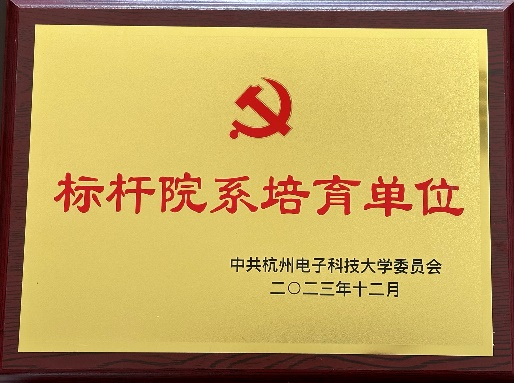 标杆院系培育单位
中共杭州电子科技大学委员会
二〇二三年十二月